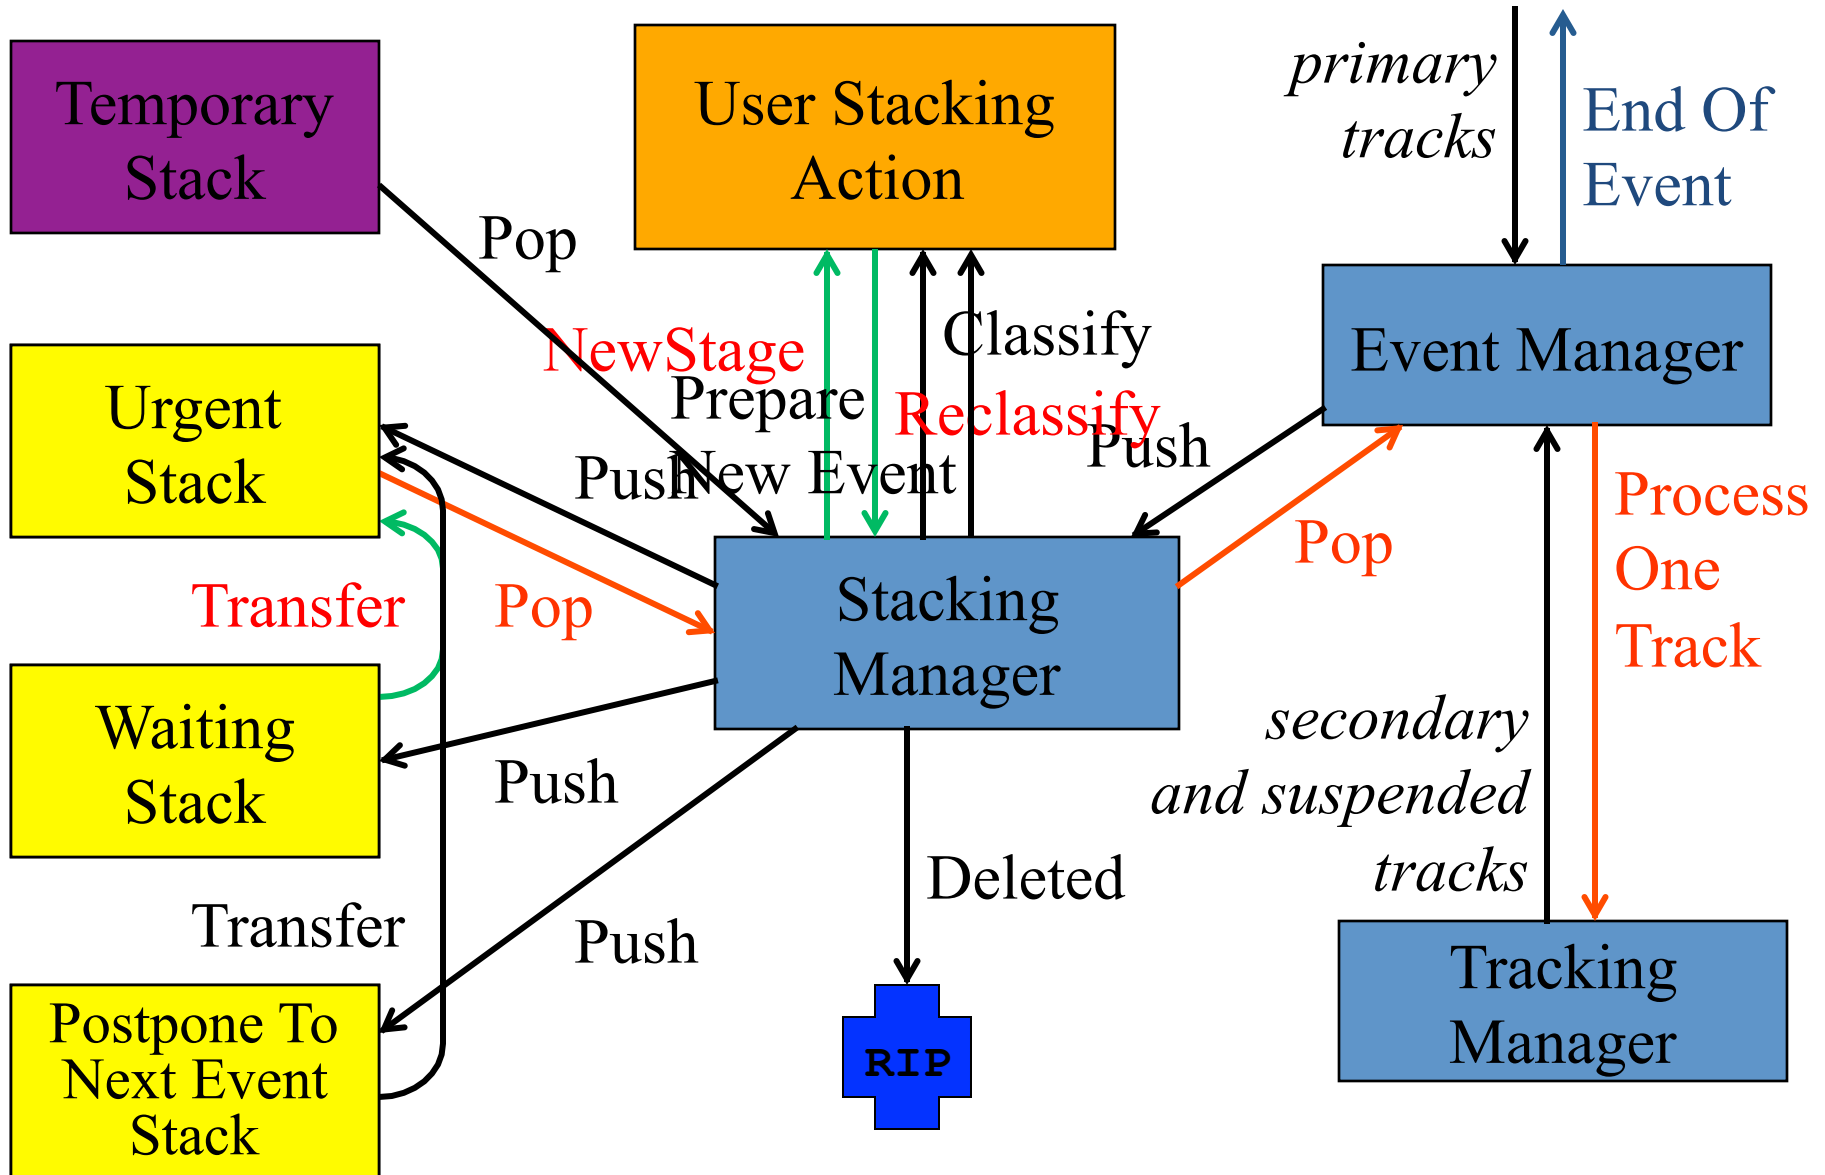 Temporary
Stack
User Stacking
Action
primary
tracks
End Of
Event
Pop
NewStage
Classify
Event Manager
Prepare
Reclassify
Urgent
Stack
Push
New Event
Push
Pop
Process
One
Track
Transfer
Pop
Stacking
Manager
Waiting
Stack
Push
secondary
and suspended
tracks
Transfer
Push
Deleted
Tracking
Manager
Postpone To
Next Event
Stack
RIP